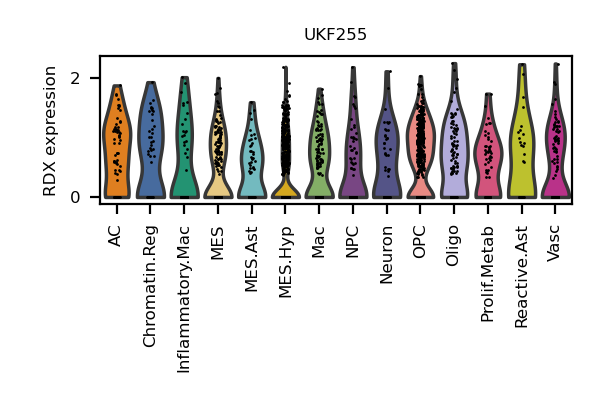 UKF255
RDX expression
2
0
AC
Chromatin.Reg
Inflammatory.Mac
MES
MES.Ast
MES.Hyp
Mac
NPC
Neuron
OPC
Oligo
Prolif.Metab
Reactive.Ast
Vasc